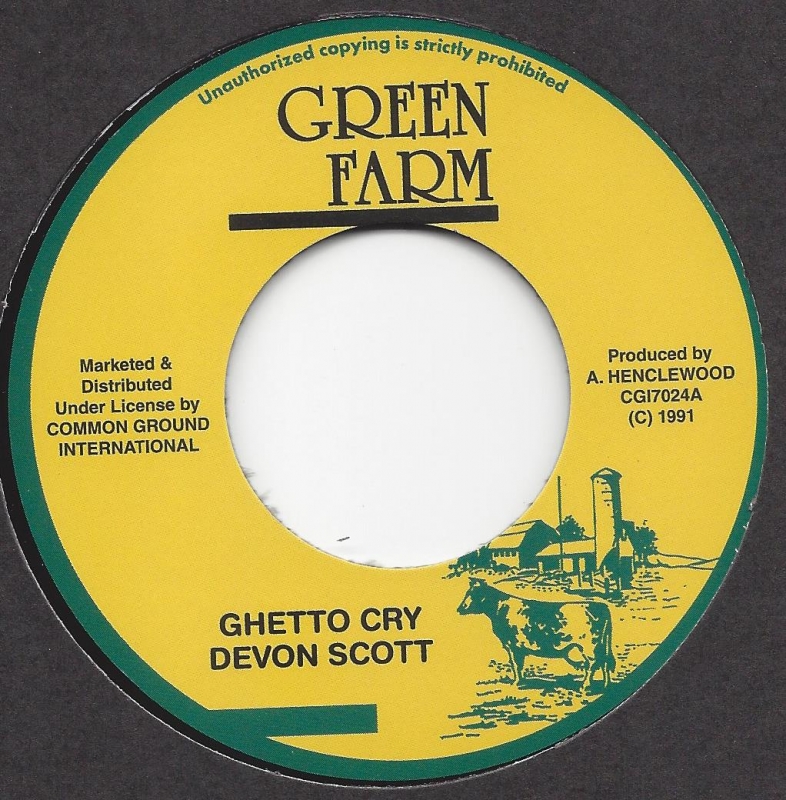 Unauthorized copying is strictly prohibited
GREEN
FARM
Marketed &
Distributed
Under License by
COMMON GROUND
INTERNATIONAL
Produced by
A. HENCLEWOOD
CGI7024A
(C) 1991
GHETTO CRY
DEVON SCOTT